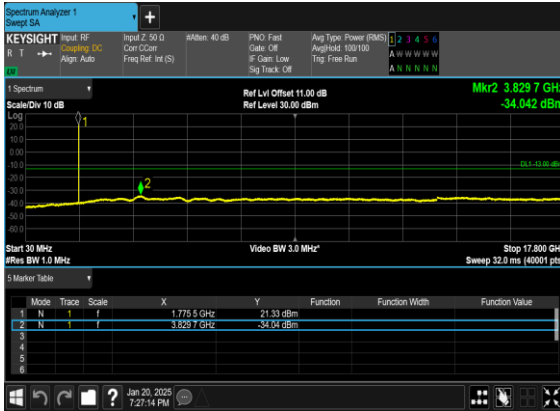 Spectrum Analyzer 1
Swept SA
+
KEYSIGHT Input: RF Input Z: 50 Ω #Atten: 40 dB PNO: Fast Avg Type: Power (RMS) 1 2 3 4 5 6
R T Coupling: DC Corr CCorr Gate: Off Avg|Hold: 100/100 A W W W W W
Align: Auto Freq Ref: Int (S) IF Gain: Low Trig: Free Run
LW Sig Track: Off A N N N N N
1 Spectrum Ref Lvl Offset 11.00 dB Mkr2 3.829 7 GHz
Scale/Div 10 dB Ref Level 30.00 dBm -34.042 dBm
Log
20.0
10.0
0.00
-10.0
DL1 -13.00 dBm
-20.0
-30.0
-40.0
-50.0
-60.0
1
2
Start 30 MHz Video BW 3.0 MHz* Stop 17.800 GHz
#Res BW 1.0 MHz Sweep 32.0 ms (40001 pts)
5 Marker Table
Mode Trace Scale X Y Function Function Width Function Value
1 N 1 f 1.775 5 GHz 21.33 dBm
2 N 1 f 3.829 7 GHz -34.04 dBm
3
4
5
6
? Jan 20, 2025
7:27:14 PM